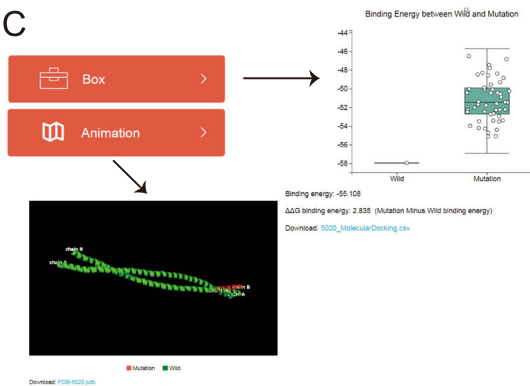 C
Binding Energy between Wild and Mutation
Box
Animation
-44
-46
-48
-50
-52
-54
-56
-58
Wild
Mutation
Binding energy: -55.108
ΔΔG binding energy: 2.835 (Mutation Minus Wild binding energy)
Download: 5020_MolecularDocking.csv
chain B
chain A
chain B
Mutation
Wild
Download: PDB-5020.pdb